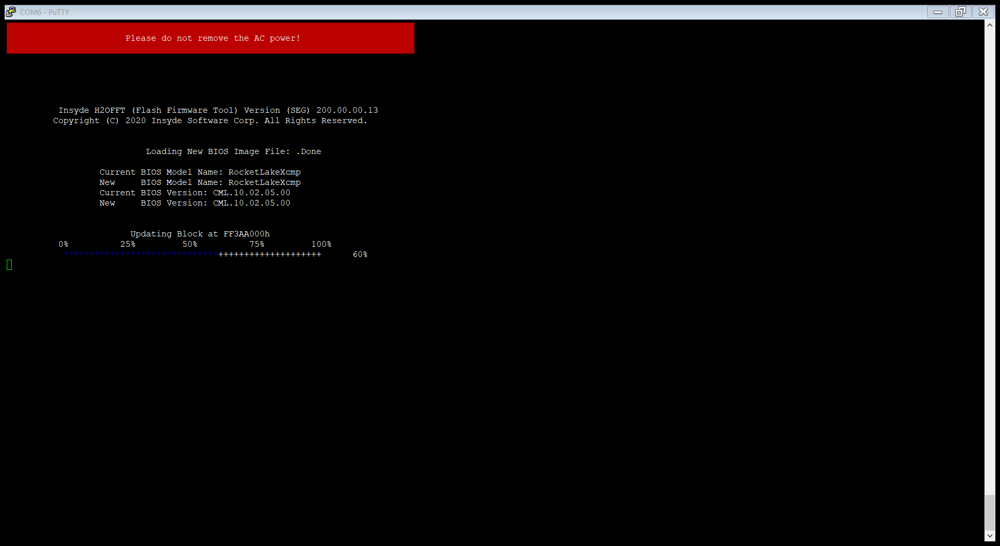 COM6 - PuTTY
Please do not remove the AC power!
Insyde H2OFFT (Flash Firmware Tool) Version (SEG) 200.00.00.13
Copyright (C) 2020 Insyde Software Corp. All Rights Reserved.
Loading New BIOS Image File: .Done
Current BIOS Model Name: RocketLakeXcmp
New     BIOS Model Name: RocketLakeXcmp
Current BIOS Version: CML.10.02.05.00
New     BIOS Version: CML.10.02.05.00
Updating Block at FF3AA000h
0%          25%         50%          75%         100%
******************************++++++++++++++++++++      60%